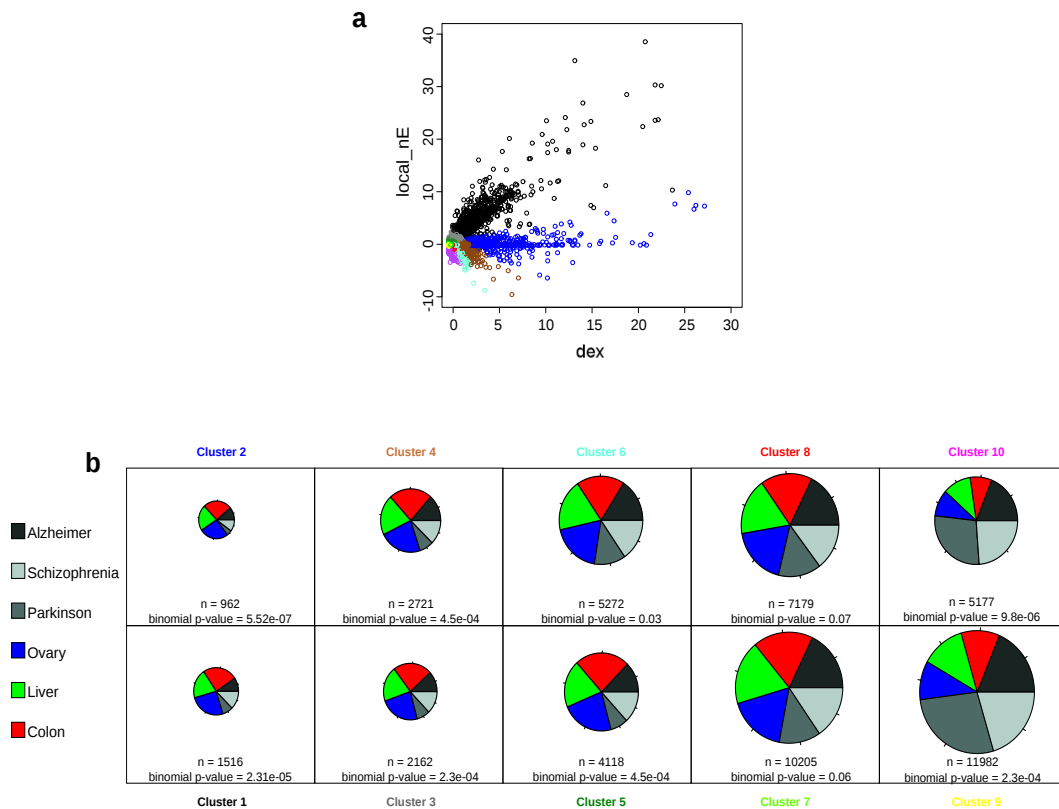 a
local_nE
40
30
20
10
0
-10
0 5 10 15 20 25 30
dex
b
Cluster 2 Cluster 4 Cluster 6 Cluster 8 Cluster 10
Alzheimer
Schizophrenia
Parkinson
Ovary
Liver
Colon
n = 962
binomial p-value = 5.52e-07
n = 2721
binomial p-value = 4.5e-04
n = 5272
binomial p-value = 0.03
n = 7179
binomial p-value = 0.07
n = 5177
binomial p-value = 9.8e-06
n = 1516
binomial p-value = 2.31e-05
n = 2162
binomial p-value = 2.3e-04
n = 4118
binomial p-value = 4.5e-04
n = 10205
binomial p-value = 0.06
n = 11982
binomial p-value = 2.3e-04
Cluster 1 Cluster 3 Cluster 5 Cluster 7 Cluster 9